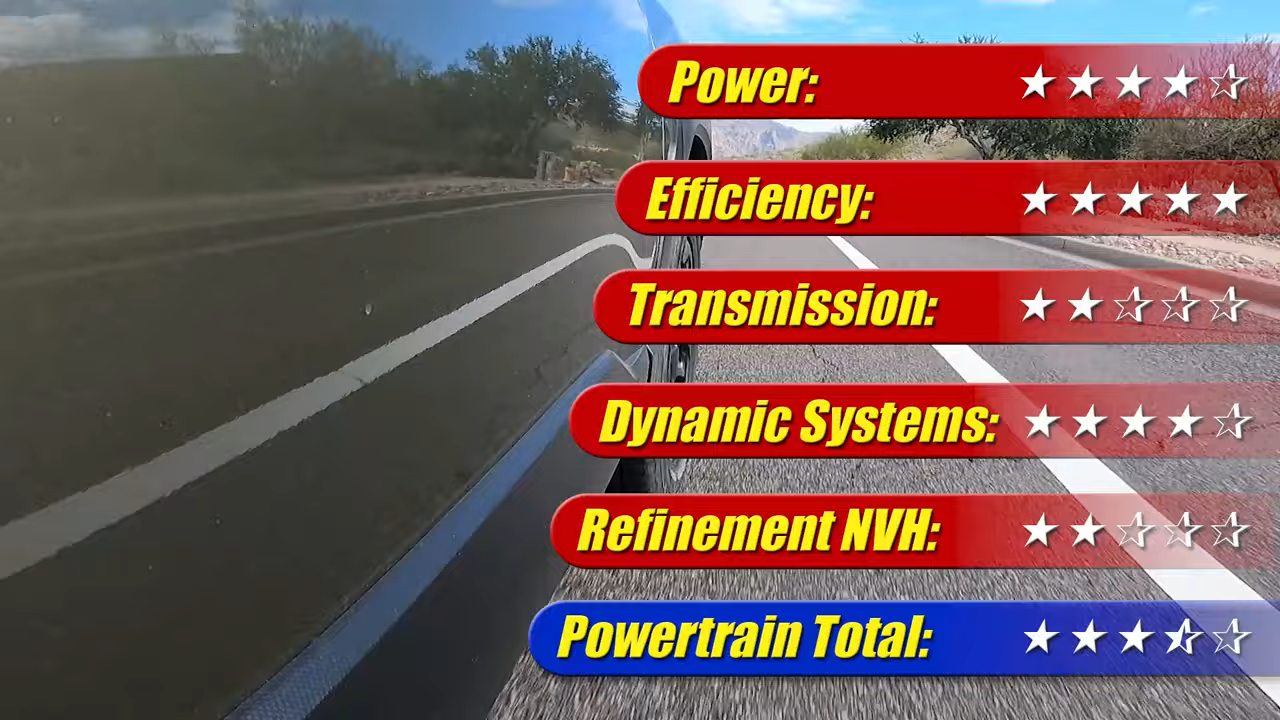 Power:
Efficiency:
Transmission:
Dynamic Systems:
Refinement NVH:
Powertrain Total: